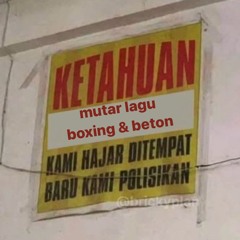 KETAHUAN
mutar lagu
boxing & beton
KAMI HAJAR DITEMPAT
BARU KAMI POLISIKAN